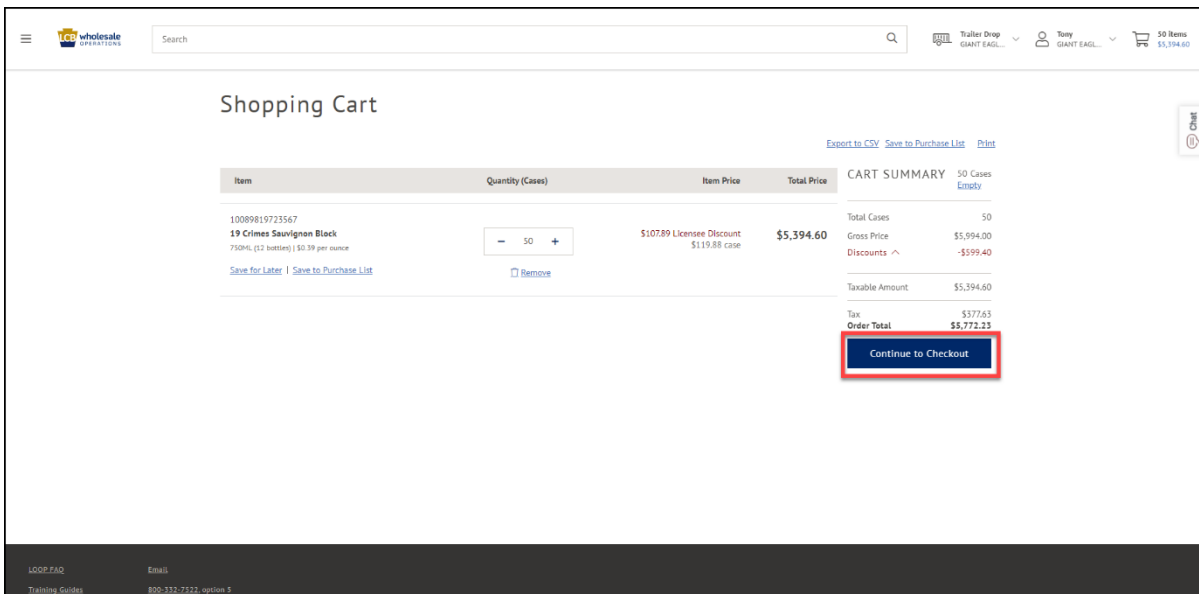 LCB wholesale
OPERATIONS
Search
Trailer Drop
GIANT EAGL...
Tony
GIANT EAGL...
50 items
$5,394.60
Chat
Shopping Cart
Export to CSV Save to Purchase List Print
Item Quantity (Cases) Item Price Total Price
10089819723567
19 Crimes Sauvignon Block
750ML (12 bottles) | $0.39 per ounce
Save for Later | Save to Purchase List
− 50 +
Remove
$107.89 Licensee Discount
$119.88 case
$5,394.60
CART SUMMARY 50 Cases
Empty
Total Cases 50
Gross Price $5,994.00
Discounts -$599.40
Taxable Amount $5,394.60
Tax $377.63
Order Total $5,772.23
Continue to Checkout
LOOP FAQ Email
Training Guides 800-332-7522, option 5